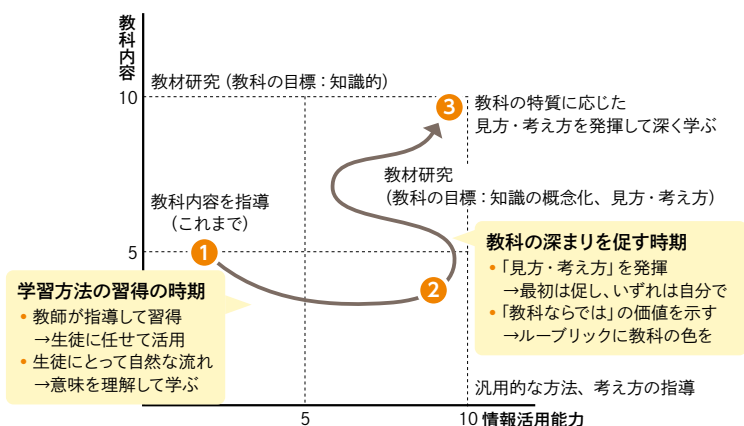 教科内容
教材研究（教科の目標：知識的）
10
3
教科の特質に応じた
見方・考え方を発揮して深く学ぶ
教材研究
（教科の目標：知識の概念化、見方・考え方）
教科内容を指導
（これまで）
5
1
2
教科の深まりを促す時期
• 「見方・考え方」を発揮
→最初は促し、いずれは自分で
• 「教科ならでは」の価値を示す
→ルーブリックに教科の色を
学習方法の習得の時期
• 教師が指導して習得
→生徒に任せて活用
• 生徒にとって自然な流れ
→意味を理解して学ぶ
汎用的な方法、考え方の指導
5
10 情報活用能力